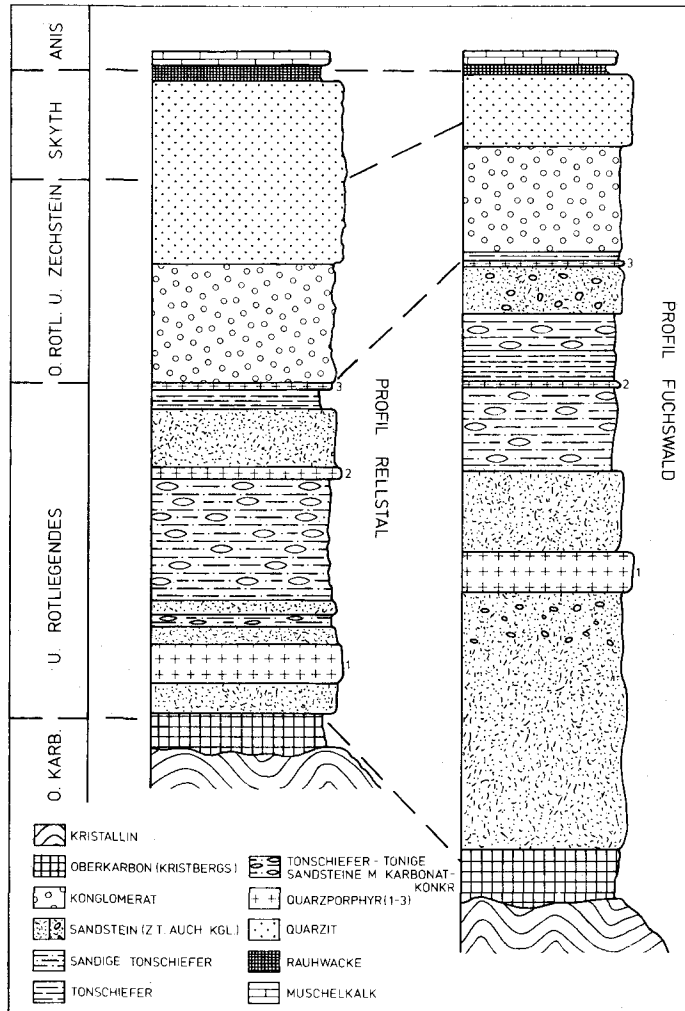 ANIS
SKYTH
O. ROTL. U. ZECHSTEIN
U. ROTLIEGENDES
O. KARB.
3
2
1
PROFIL RELLSTAL
3
2
1
PROFIL FUCHSWALD
KRISTALLIN
OBERKARBON (KRISTBERGS)
KONGLOMERAT
SANDSTEIN (Z T. AUCH KGL.)
SANDIGE TONSCHIEFER
TONSCHIEFER
TONSCHIEFER - TONIGE
SANDSTEINE M KARBONAT-
KONKR
QUARZPORPHYR (1-3)
QUARZIT
RAUHWACKE
MUSCHELKALK